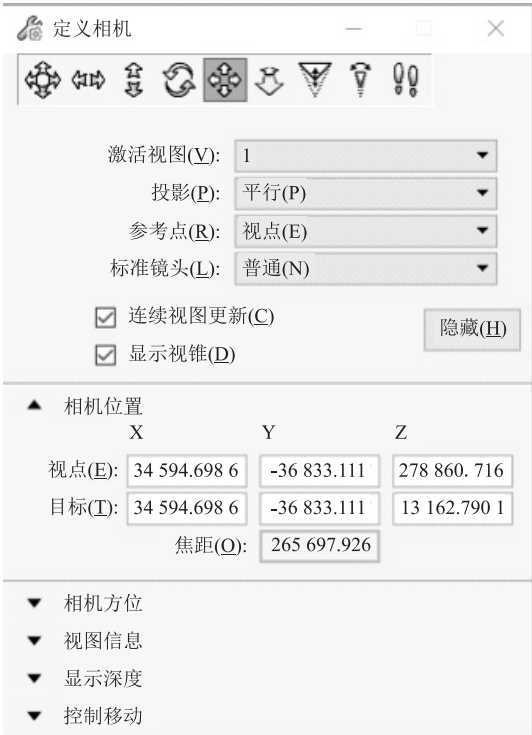 定义相机
激活视图(V): 1
投影(P): 平行(P)
参考点(R): 视点(E)
标准镜头(L): 普通(N)
连续视图更新(C)
隐藏(H)
显示视锥(D)
相机位置
X Y Z
视点(E): 34 594.698 6 -36 833.111 278 860. 716
目标(T): 34 594.698 6 -36 833.111 13 162.790 1
焦距(O): 265 697.926
相机方位
视图信息
显示深度
控制移动